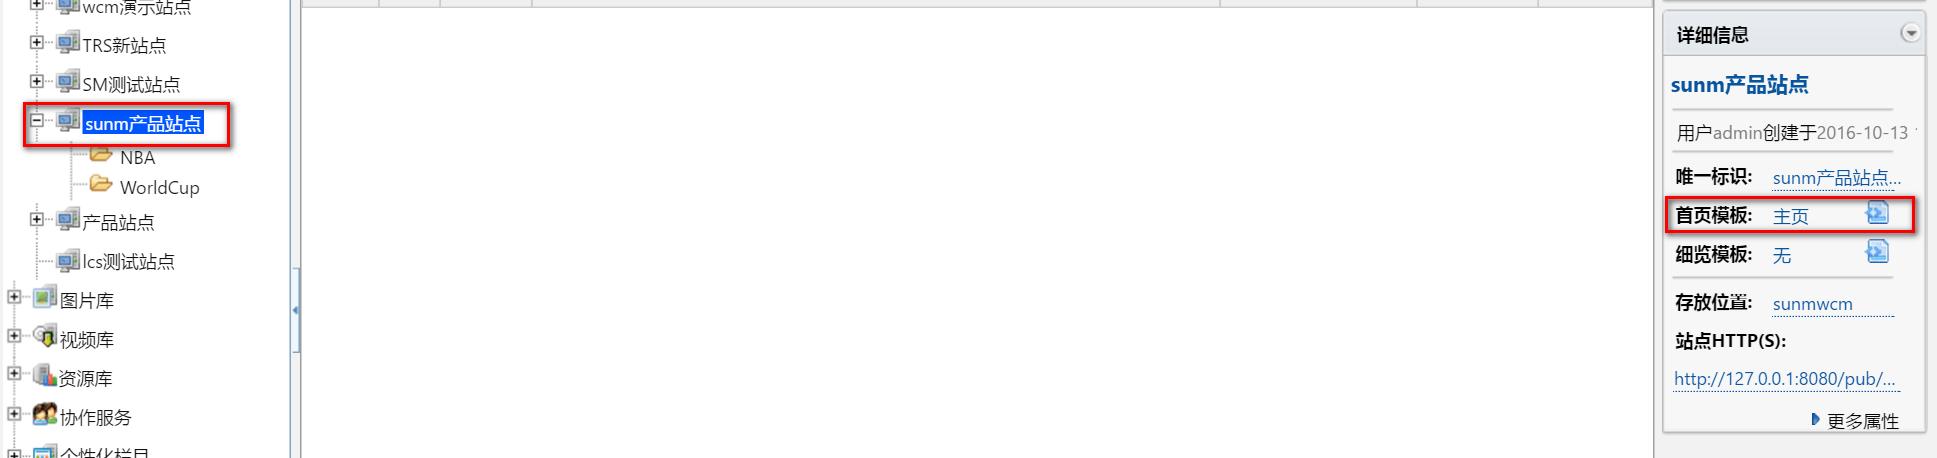 wcm演示站点
TRS新站点
SM测试站点
sunm产品站点
NBA
WorldCup
产品站点
lcs测试站点
图片库
视频库
资源库
协作服务
个性化栏目
详细信息
sunm产品站点
用户admin创建于2016-10-13
唯一标识: sunm产品站点...
首页模板: 主页
细览模板: 无
存放位置: sunmwcm
站点HTTP(S):
http://127.0.0.1:8080/pub/...
更多属性